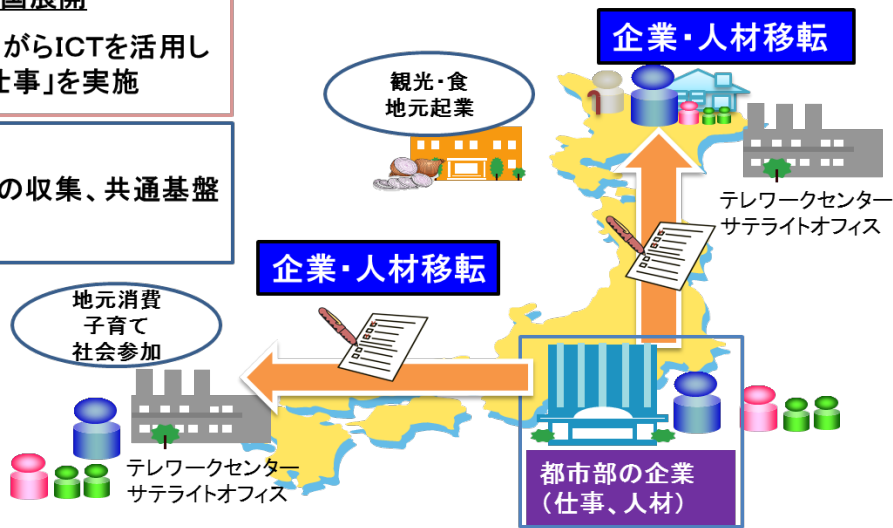 がらICTを活用し
仕事」を実施
の収集、共通基盤
企業・人材移転
観光・食
地元起業
テレワークセンター
サテライトオフィス
企業・人材移転
地元消費
子育て
社会参加
テレワークセンター
サテライトオフィス
都市部の企業
（仕事、人材）